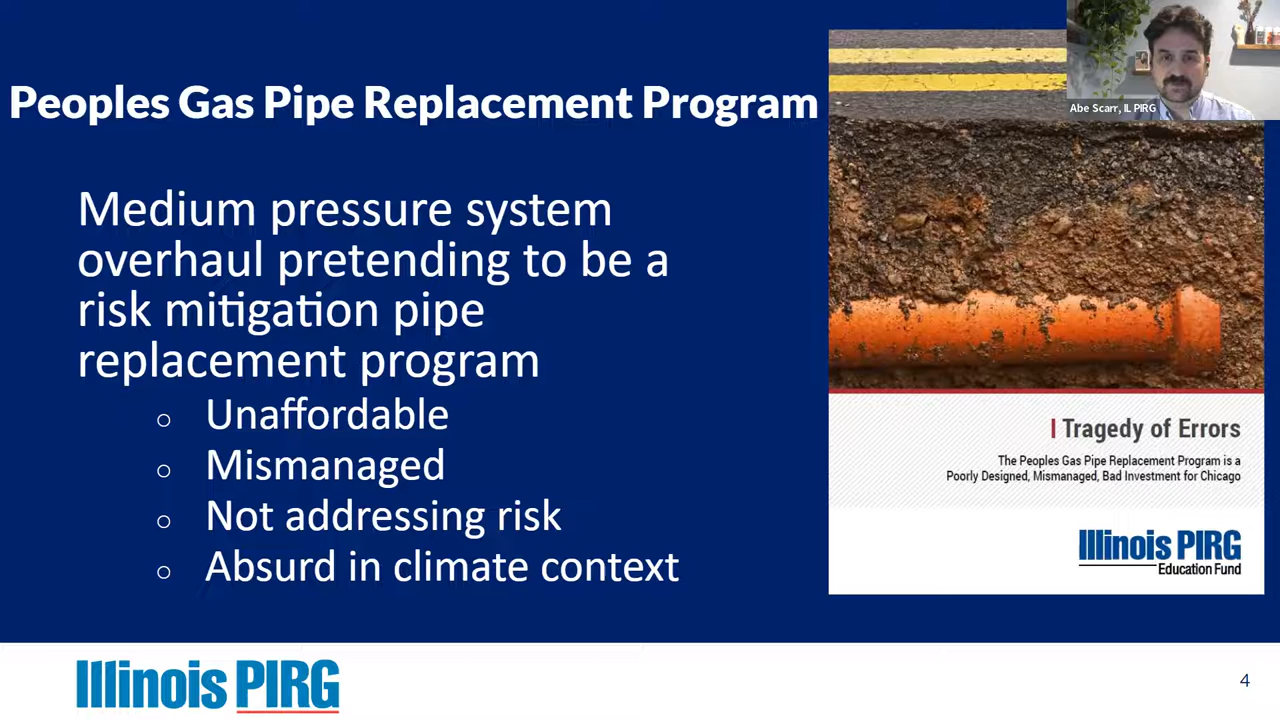 Peoples Gas Pipe Replacement Program
Medium pressure system
overhaul pretending to be a
risk mitigation pipe
replacement program
○ Unaffordable
○ Mismanaged
○ Not addressing risk
○ Absurd in climate context
Abe Scarr, IL PIRG
Tragedy of Errors
The Peoples Gas Pipe Replacement Program is a
Poorly Designed, Mismanaged, Bad Investment for Chicago
Illinois PIRG
Education Fund
Illinois PIRG
4